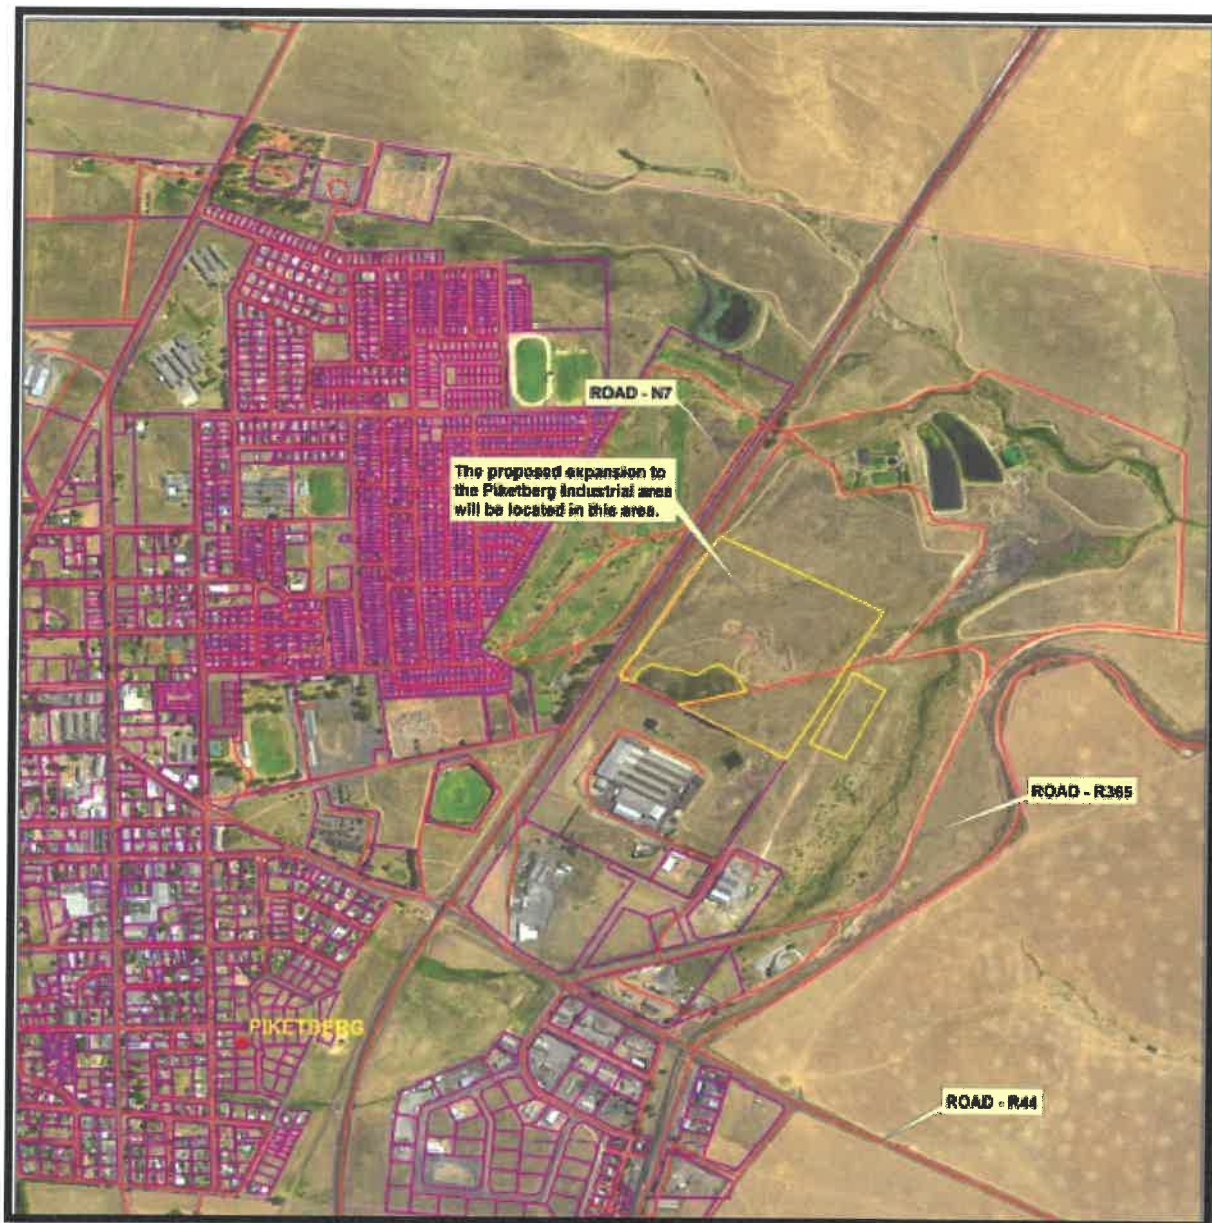 ROAD - N7
The proposed expansion to
the Piketberg Industrial area
will be located in this area.
ROAD - R365
PIKETBERG
ROAD - R44